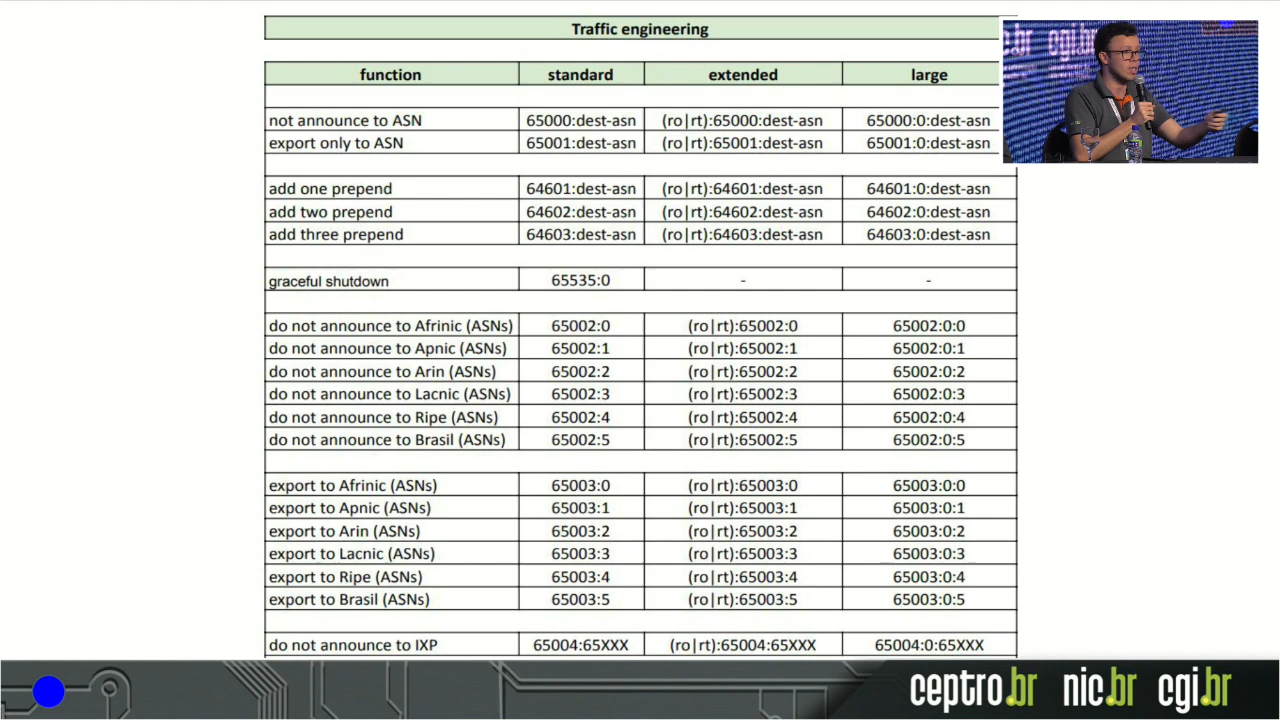 Traffic engineering
function standard extended large
not announce to ASN 65000:dest-asn (ro|rt):65000:dest-asn 65000:0:dest-asn
export only to ASN 65001:dest-asn (ro|rt):65001:dest-asn 65001:0:dest-asn
add one prepend 64601:dest-asn (ro|rt):64601:dest-asn 64601:0:dest-asn
add two prepend 64602:dest-asn (ro|rt):64602:dest-asn 64602:0:dest-asn
add three prepend 64603:dest-asn (ro|rt):64603:dest-asn 64603:0:dest-asn
graceful shutdown 65535:0 - -
do not announce to Afrinic (ASNs) 65002:0 (ro|rt):65002:0 65002:0:0
do not announce to Apnic (ASNs) 65002:1 (ro|rt):65002:1 65002:0:1
do not announce to Arin (ASNs) 65002:2 (ro|rt):65002:2 65002:0:2
do not announce to Lacnic (ASNs) 65002:3 (ro|rt):65002:3 65002:0:3
do not announce to Ripe (ASNs) 65002:4 (ro|rt):65002:4 65002:0:4
do not announce to Brasil (ASNs) 65002:5 (ro|rt):65002:5 65002:0:5
export to Afrinic (ASNs) 65003:0 (ro|rt):65003:0 65003:0:0
export to Apnic (ASNs) 65003:1 (ro|rt):65003:1 65003:0:1
export to Arin (ASNs) 65003:2 (ro|rt):65003:2 65003:0:2
export to Lacnic (ASNs) 65003:3 (ro|rt):65003:3 65003:0:3
export to Ripe (ASNs) 65003:4 (ro|rt):65003:4 65003:0:4
export to Brasil (ASNs) 65003:5 (ro|rt):65003:5 65003:0:5
do not announce to IXP 65004:65XXX (ro|rt):65004:65XXX 65004:0:65XXX
.br cgi.br
ceptro.br nic.br cgi.br